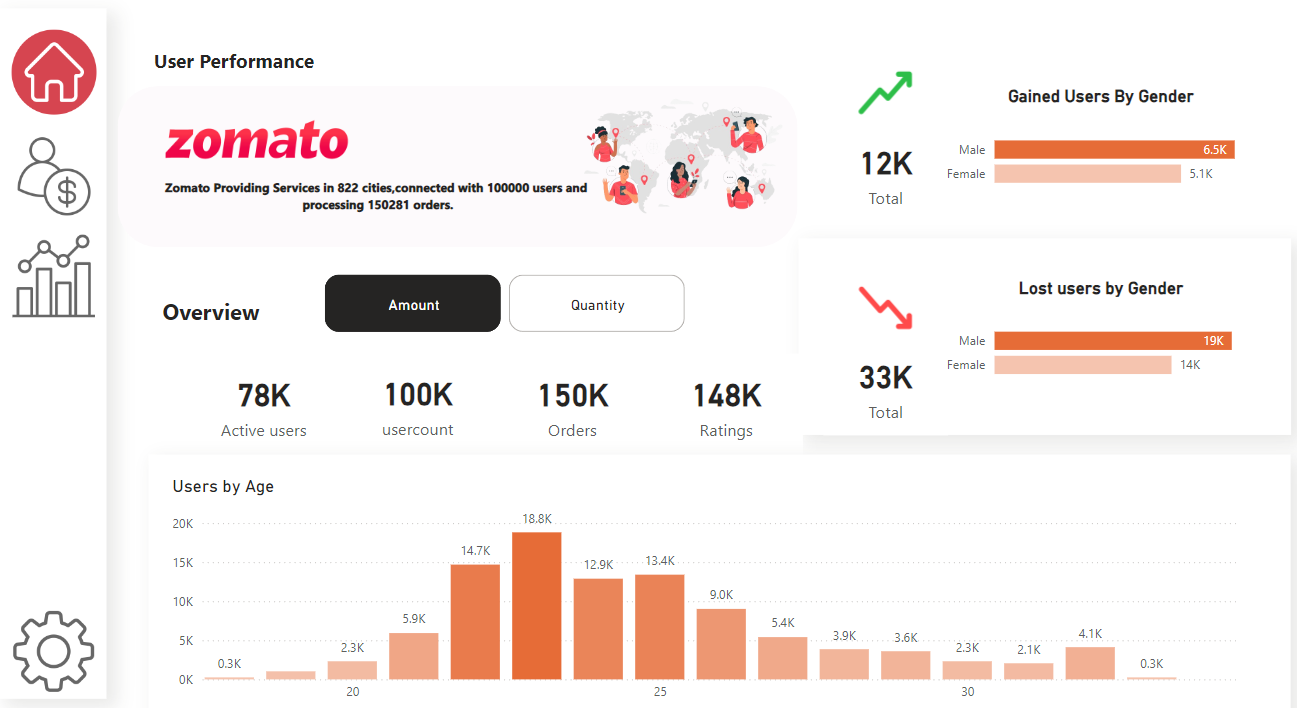 User Performance
zomato
Zomato Providing Services in 822 cities,connected with 100000 users and
processing 150281 orders.
Gained Users By Gender
12K
Total
Male 6.5K
Female 5.1K
Lost users by Gender
33K
Total
Male 19K
Female 14K
Overview
Amount
Quantity
78K
Active users
100K
usercount
150K
Orders
148K
Ratings
Users by Age
20K
15K
10K
5K
0K
0.3K
2.3K
5.9K
14.7K
18.8K
12.9K
13.4K
9.0K
5.4K
3.9K
3.6K
2.3K
2.1K
4.1K
0.3K
20 25 30